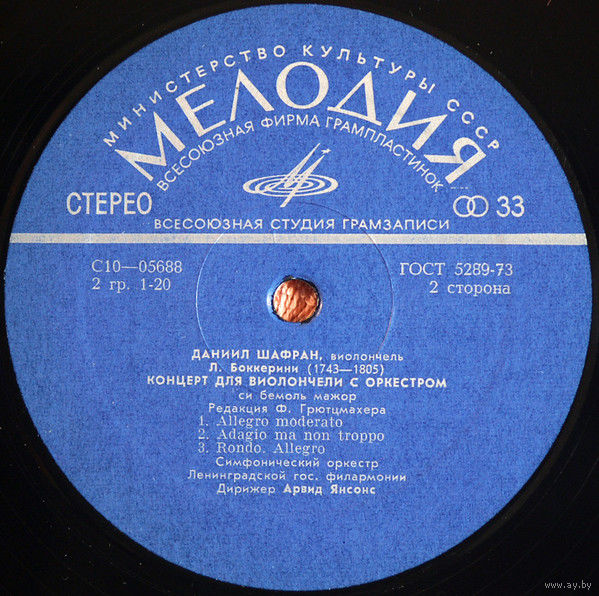 МИНИСТЕРСТВО КУЛЬТУРЫ СССР
МЕЛОДИЯ
ВСЕСОЮЗНАЯ ФИРМА ГРАМПЛАСТИНОК
СТЕРЕО
33
ВСЕСОЮЗНАЯ СТУДИЯ ГРАМЗАПИСИ
С10—05688
ГОСТ 5289-73
2 гр. 1-20
2 сторона
ДАНИИЛ ШАФРАН, виолончель
Л. Боккерини (1743—1805)
КОНЦЕРТ ДЛЯ ВИОЛОНЧЕЛИ С ОРКЕСТРОМ
си бемоль мажор
Редакция Ф. Грютцмахера
1. Allegro moderato
2. Adagio ma non troppo
3. Rondo. Allegro
Симфонический оркестр
Ленинградской гос. филармонии
Дирижер Арвид Янсонс
www.ay.by